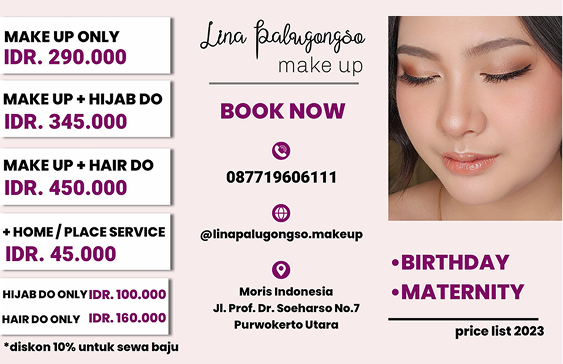 MAKE UP ONLY
IDR. 290.000
MAKE UP + HIJAB DO
IDR. 345.000
MAKE UP + HAIR DO
IDR. 450.000
+ HOME / PLACE SERVICE
IDR. 45.000
HIJAB DO ONLY IDR. 100.000
HAIR DO ONLY IDR. 160.000
*diskon 10% untuk sewa baju
Lina Palugongso
make up
BOOK NOW
087719606111
@linapalugongso.makeup
Moris Indonesia
Jl. Prof. Dr. Soeharso No.7
Purwokerto Utara
•BIRTHDAY
•MATERNITY
price list 2023